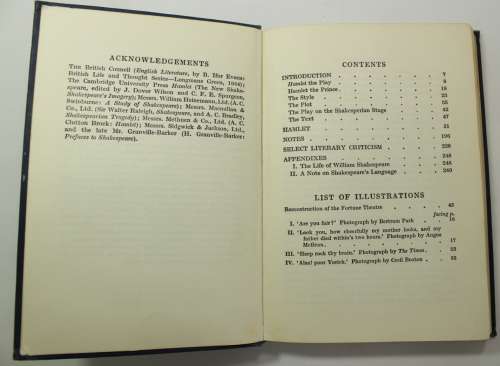 ACKNOWLEDGEMENTS
The British Council (English Literature, by B. Ifor Evans:
British Life and Thought Series—Longmans Green, 1944);
The Cambridge University Press Hamlet (The New Shake-
speare, edited by J. Dover Wilson and C. F. E. Spurgeon,
Shakespeare's Imagery); Messrs. William Heinemann, Ltd. (A. C.
Swinburne: A Study of Shakespeare); Messrs. Macmillan &
Co., Ltd. (Sir Walter Raleigh, Shakespeare, and A. C. Bradley,
Shakespearian Tragedy); Messrs. Methuen & Co., Ltd. (A. C.
Clutton Brock: Hamlet); Messrs. Sidgwick & Jackson, Ltd.,
and the late Mr. Granville-Barker (H. Granville-Barker:
Prefaces to Shakespeare).
CONTENTS
INTRODUCTION 7
Hamlet the Play
Hamlet the Prince
The Style
The Plot
The Play on the Shakespearian Stage
The Text 47
HAMLET
NOTES
SELECT LITERARY CRITICISM
APPENDIXES
I. The Life of William Shakespeare
II. A Note on Shakespeare's Language
LIST OF ILLUSTRATIONS
Reconstruction of the Fortune Theatre
facing p.
I. 'Are you fair?' Photograph by Bertram Park 16
II. 'Look you, how cheerfully my mother looks, and my
father died within's two hours.' Photograph by Angus
McBean 17
III. 'Sleep rock thy brain.' Photograph by The Times
IV. 'Alas! poor Yorick.' Photograph by Cecil Beaton